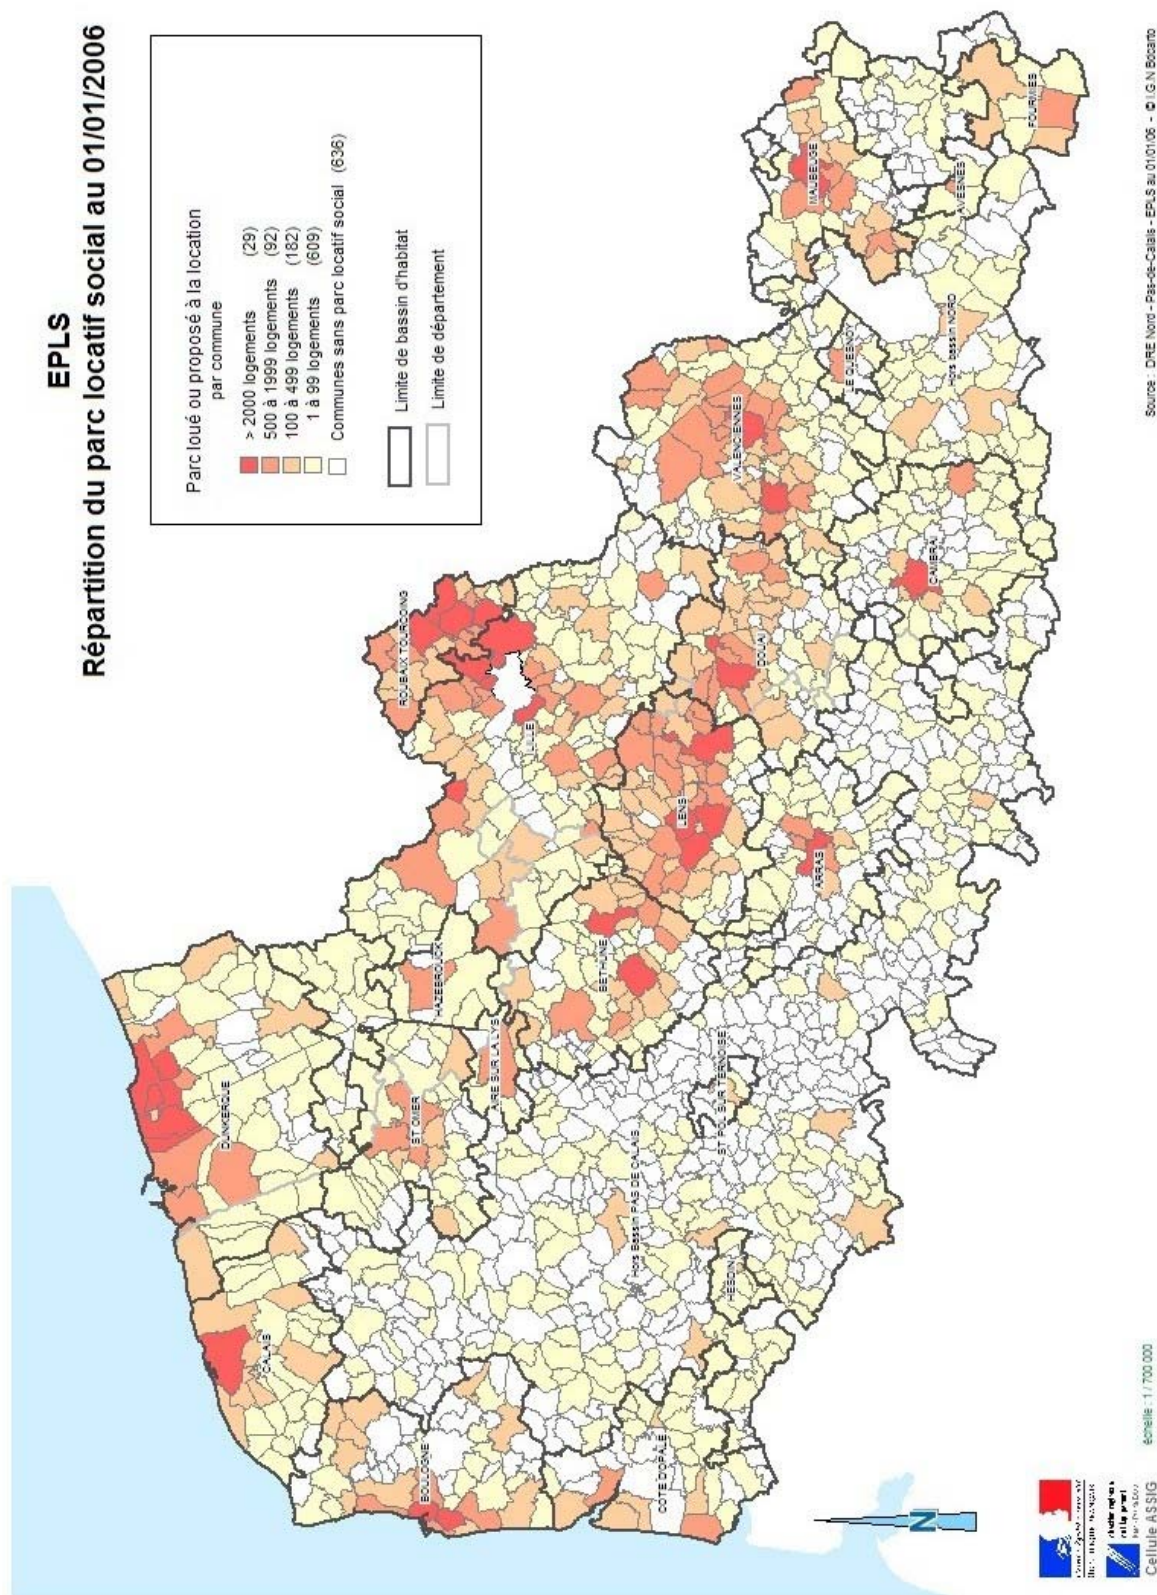 EPLS
Répartition du parc locatif social au 01/01/2006
Parc loué ou proposé à la location
par commune
> 2000 logements (29)
500 à 1999 logements (92)
100 à 499 logements (182)
1 à 99 logements (609)
Communes sans parc locatif social (636)
Limite de bassin d'habitat
Limite de département
DUNKERQUE
CALAIS
ROUBAIX TOURCOING
HAZEBROUCK
ST OMER
AIRE SUR LA LYS
LILLE
BOULOGNE
BETHUNE
LENS
Hors Bassin PAS DE CALAIS
VALENCIENNES
DOUAI
ST POL SUR TERNOISE
HESDIN
COTE D'OPALE
ARRAS
MAUBEUGE
LE QUESNOY
CAMBRAI
Hors bassin NORD
AVESNES
FOURMIES
N
Cellule ASSIG
échelle : 1 / 700 000
Source : DRE Nord - Pas-de-Calais - EPLS au 01/01/06 - © I.G.N Bdcarto